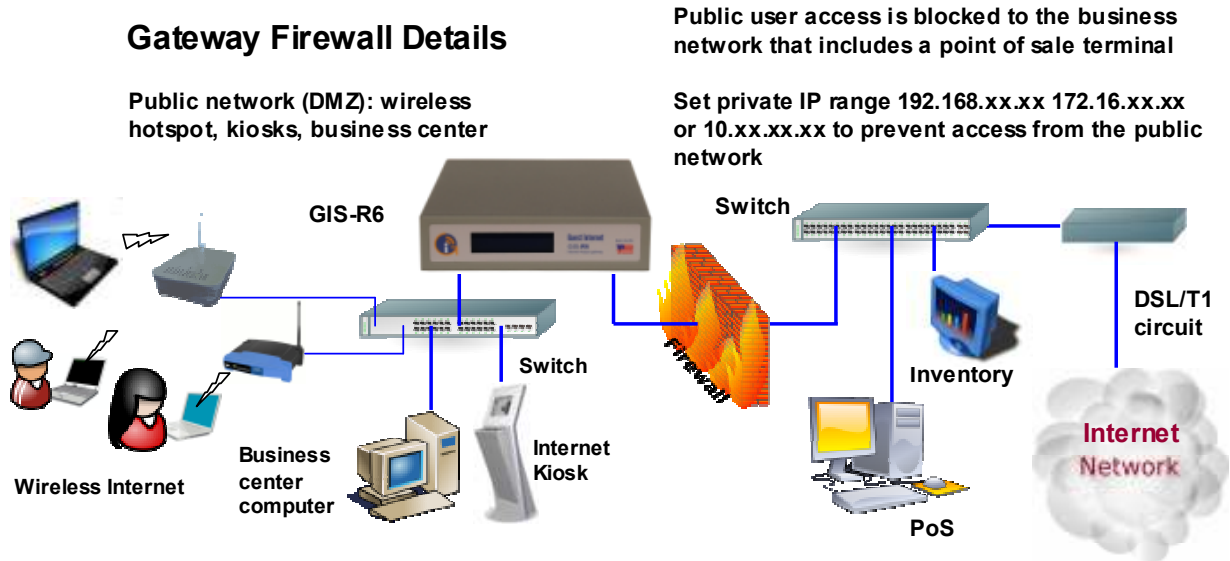 Gateway Firewall Details
Public network (DMZ): wireless
hotspot, kiosks, business center
Public user access is blocked to the business
network that includes a point of sale terminal
Set private IP range 192.168.xx.xx 172.16.xx.xx
or 10.xx.xx.xx to prevent access from the public
network
GIS-R6
Guest Internet
Switch
DSL/T1
circuit
Firewall
Switch
Inventory
Internet
Kiosk
Business
center
computer
Wireless Internet
PoS
Internet
Network